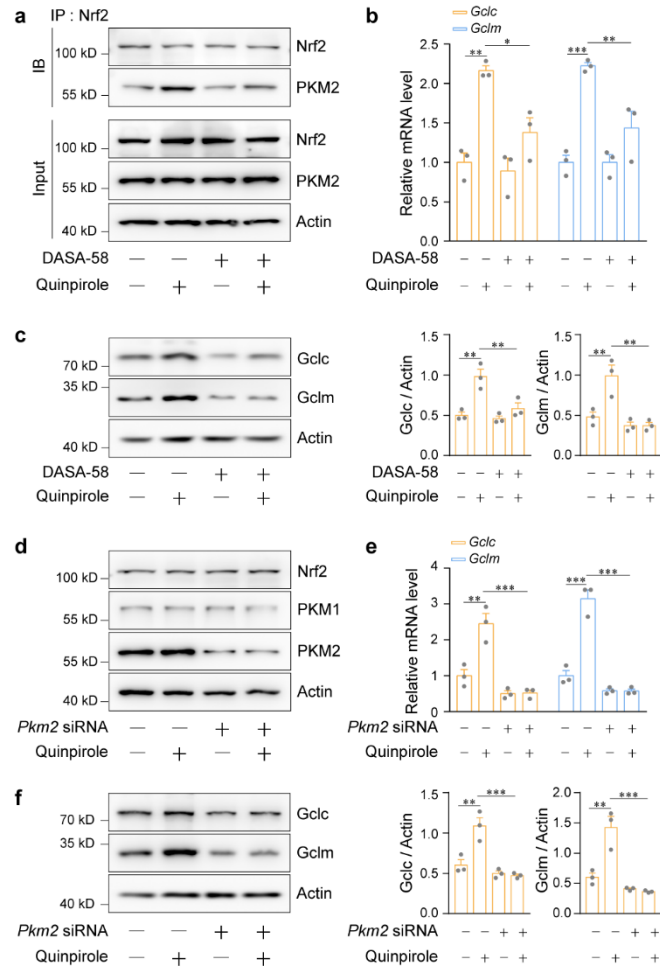 a
IP : Nrf2
IB
100 kD
Nrf2
55 kD
PKM2
Input
100 kD
Nrf2
55 kD
PKM2
40 kD
Actin
DASA-58 — — + +
Quinpirole — + — +
b
Gclc
Gclm
Relative mRNA level
2.5
2.0
1.5
1.0
0.5
0.0
** * *** **
DASA-58 – – + + – – + +
Quinpirole – + – + – + – +
c
70 kD
Gclc
35 kD
Gclm
40 kD
Actin
DASA-58 — — + +
Quinpirole — + — +
Gclc / Actin
1.5
1.0
0.5
0.0
** **
DASA-58 – – + +
Quinpirole – + – +
Gclm / Actin
1.5
1.0
0.5
0.0
** **
– – + +
– + – +
d
100 kD
Nrf2
PKM1
55 kD
PKM2
55 kD
40 kD
Actin
Pkm2 siRNA — — + +
Quinpirole — + — +
e
Gclc
Gclm
Relative mRNA level
4
3
2
1
0
** *** *** ***
Pkm2 siRNA – – + + – – + +
Quinpirole – + – + – + – +
f
70 kD
Gclc
35 kD
Gclm
40 kD
Actin
Pkm2 siRNA — — + +
Quinpirole — + — +
Gclc / Actin
1.5
1.0
0.5
0.0
** ***
Pkm2 siRNA – – + +
Quinpirole – + – +
Gclm / Actin
2.0
1.5
1.0
0.5
0.0
** ***
– – + +
– + – +